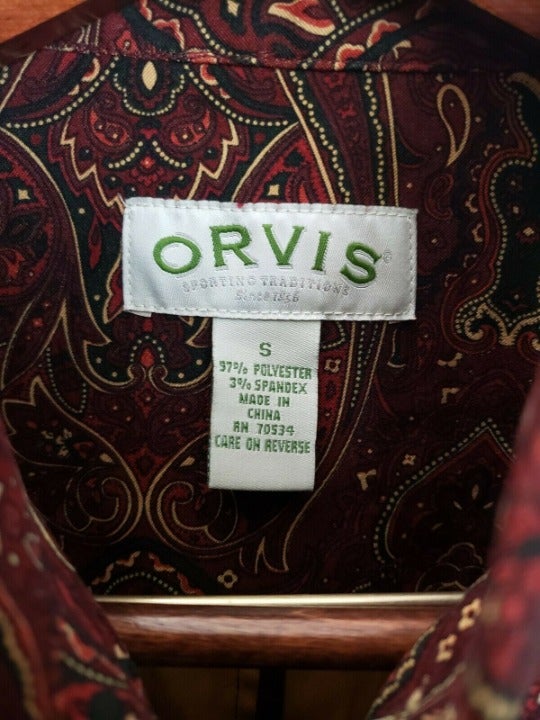 ORVIS®
SPORTING TRADITIONS
Since 1856
S
97% POLYESTER
3% SPANDEX
MADE IN
CHINA
RN 70534
CARE ON REVERSE